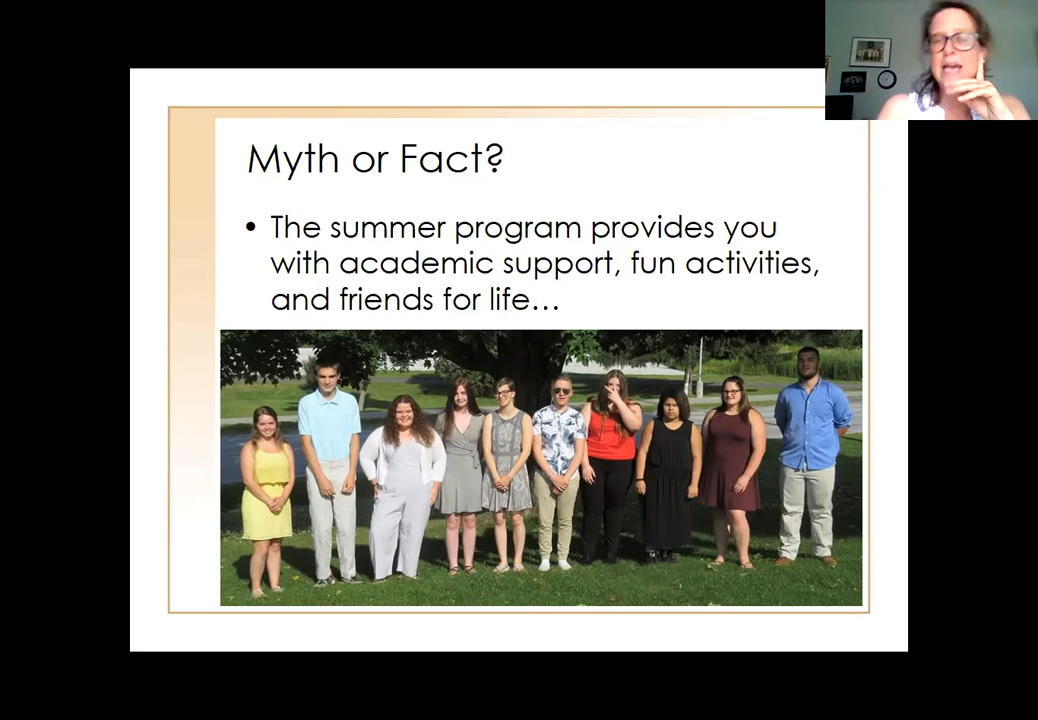 Myth or Fact?
• The summer program provides you
with academic support, fun activities,
and friends for life…